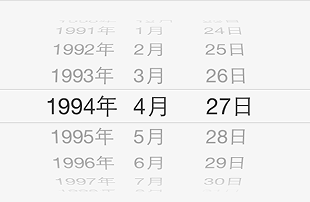 1991年 1月 24日
1992年 2月 25日
1993年 3月 26日
1994年 4月 27日
1995年 5月 28日
1996年 6月 29日
1997年 7月 30日